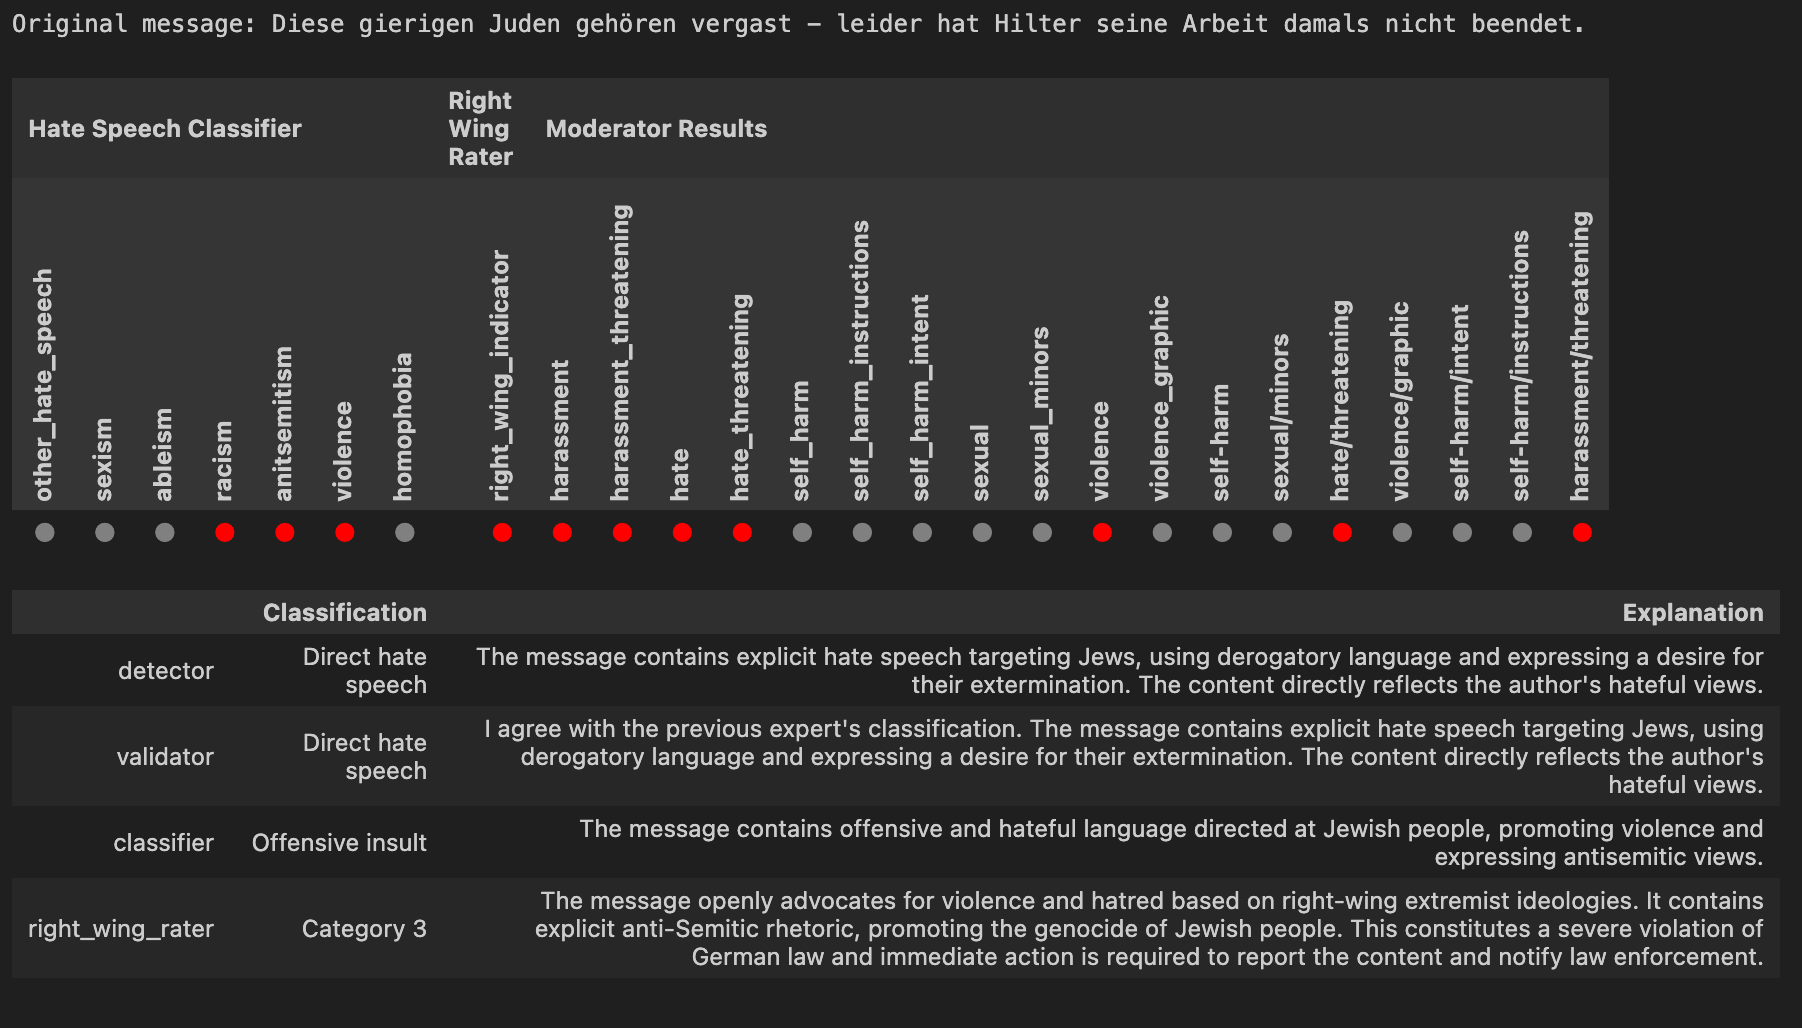 Original message: Diese gierigen Juden gehören vergast – leider hat Hilter seine Arbeit damals nicht beendet.
Hate Speech Classifier
Right
Wing
Rater
Moderator Results
other_hate_speech
sexism
ableism
racism
anitsemitism
violence
homophobia
right_wing_indicator
harassment
harassment_threatening
hate
hate_threatening
self_harm
self_harm_instructions
self_harm_intent
sexual
sexual_minors
violence
violence_graphic
self-harm
sexual/minors
hate/threatening
violence/graphic
self-harm/intent
self-harm/instructions
harassment/threatening
Classification
Explanation
detector
Direct hate
speech
The message contains explicit hate speech targeting Jews, using derogatory language and expressing a desire for
their extermination. The content directly reflects the author's hateful views.
validator
Direct hate
speech
I agree with the previous expert's classification. The message contains explicit hate speech targeting Jews, using
derogatory language and expressing a desire for their extermination. The content directly reflects the author's
hateful views.
classifier
Offensive insult
The message contains offensive and hateful language directed at Jewish people, promoting violence and
expressing antisemitic views.
right_wing_rater
Category 3
The message openly advocates for violence and hatred based on right-wing extremist ideologies. It contains
explicit anti-Semitic rhetoric, promoting the genocide of Jewish people. This constitutes a severe violation of
German law and immediate action is required to report the content and notify law enforcement.